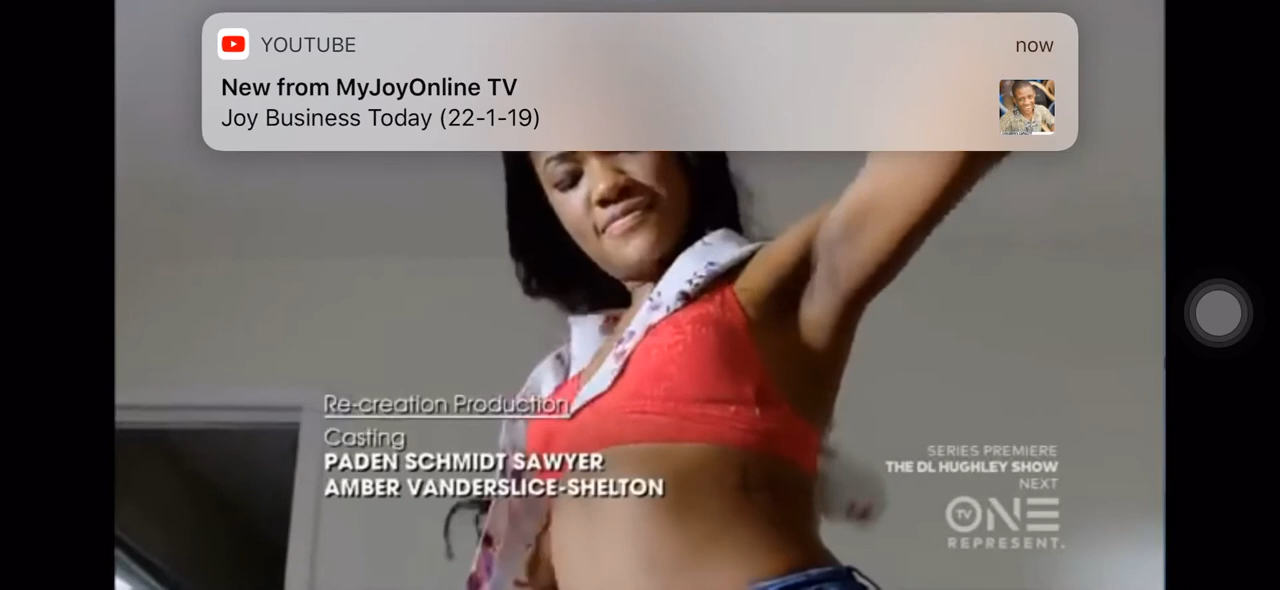 YOUTUBE
now
New from MyJoyOnline TV
Joy Business Today (22-1-19)
Re-creation Production
Casting
PADEN SCHMIDT SAWYER
AMBER VANDERSLICE-SHELTON
SERIES PREMIERE
THE DL HUGHLEY SHOW
NEXT
TV ONE
REPRESENT.